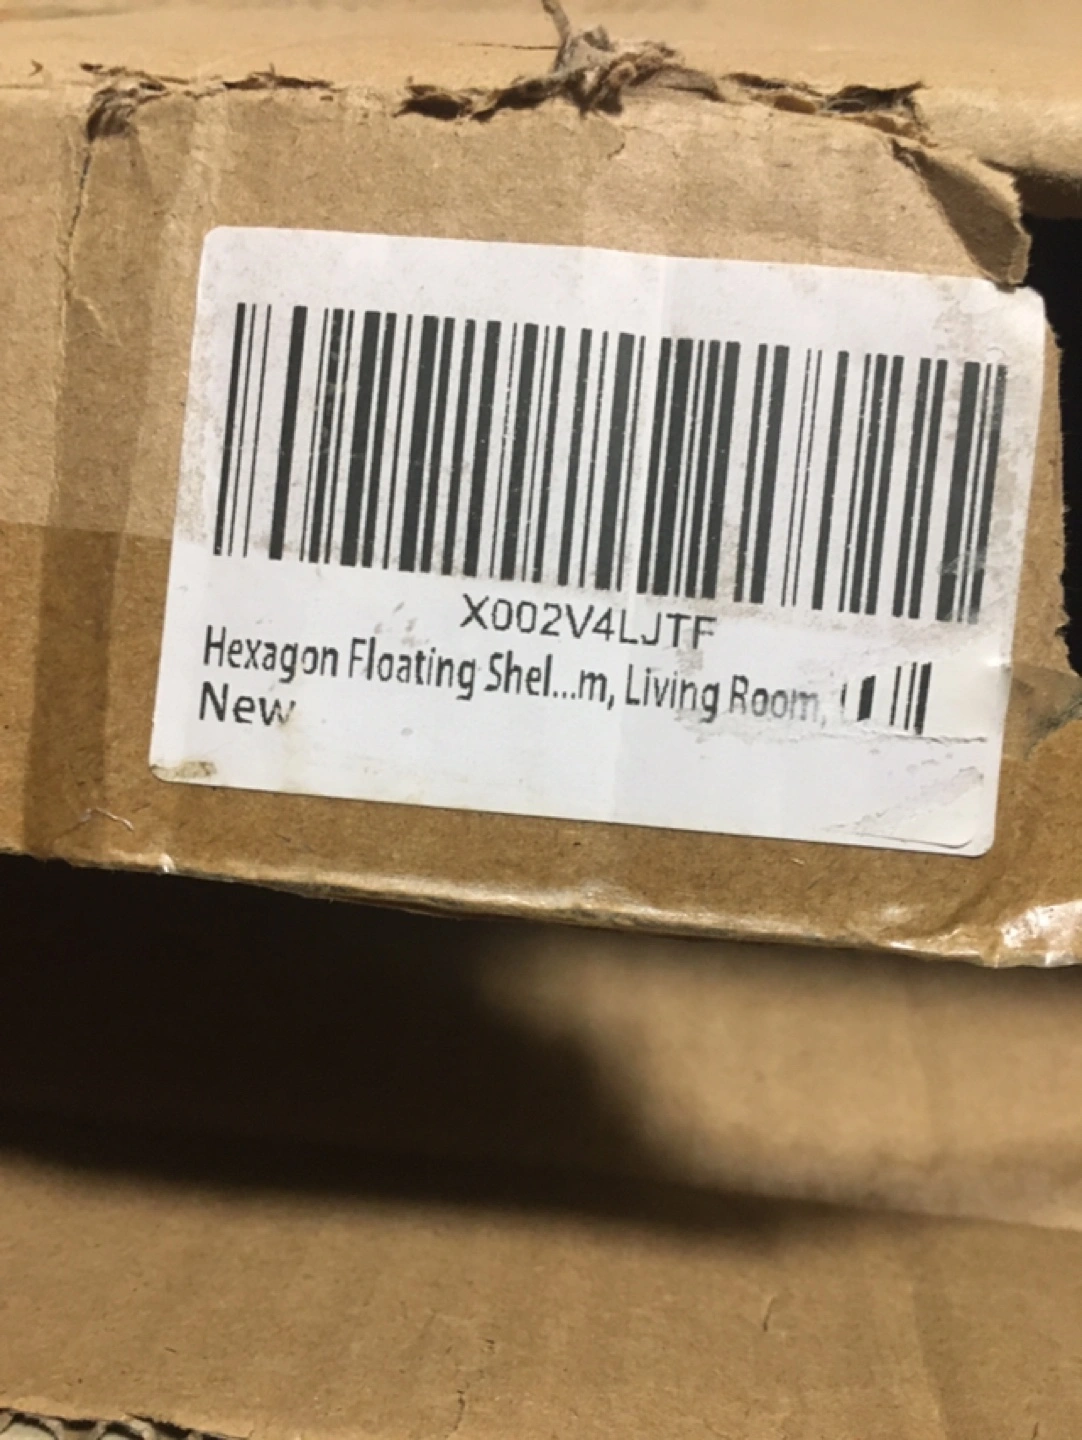 X002V4LJTF
Hexagon Floating Shel...m, Living Room,
New